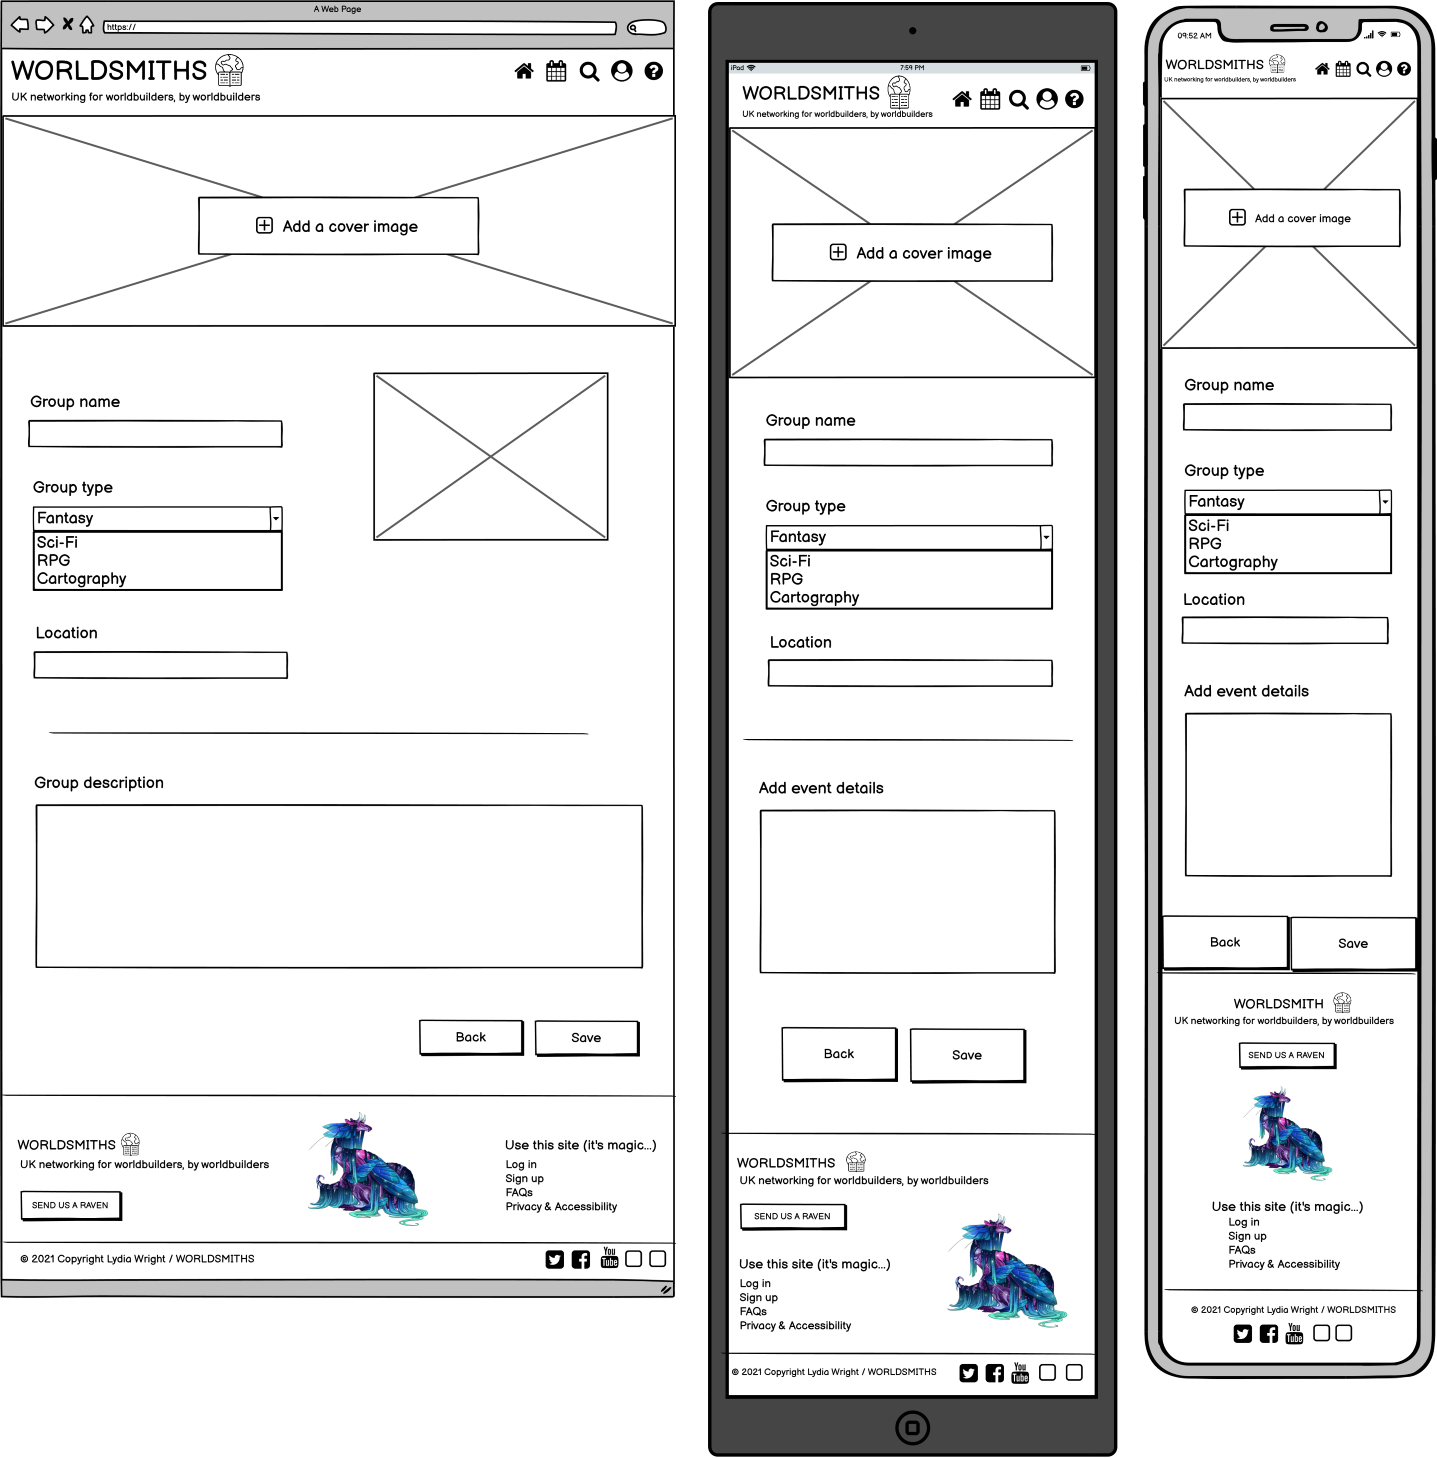 A Web Page
https://
WORLDSMITHS
UK networking for worldbuilders, by worldbuilders
Add a cover image
Group name
Group type
Fantasy
Sci-Fi
RPG
Cartography
Location
Group description
Back
Save
WORLDSMITHS
UK networking for worldbuilders, by worldbuilders
SEND US A RAVEN
Use this site (it's magic...)
Log in
Sign up
FAQs
Privacy & Accessibility
© 2021 Copyright Lydia Wright / WORLDSMITHS
You
Tube
iPad
7:59 PM
WORLDSMITHS
UK networking for worldbuilders, by worldbuilders
Add a cover image
Group name
Group type
Fantasy
Sci-Fi
RPG
Cartography
Location
Add event details
Back
Save
WORLDSMITHS
UK networking for worldbuilders, by worldbuilders
SEND US A RAVEN
Use this site (it's magic...)
Log in
Sign up
FAQs
Privacy & Accessibility
© 2021 Copyright Lydia Wright / WORLDSMITHS
You
Tube
09:52 AM
WORLDSMITHS
UK networking for worldbuilders, by worldbuilders
Add a cover image
Group name
Group type
Fantasy
Sci-Fi
RPG
Cartography
Location
Add event details
Back
Save
WORLDSMITH
UK networking for worldbuilders, by worldbuilders
SEND US A RAVEN
Use this site (it's magic...)
Log in
Sign up
FAQs
Privacy & Accessibility
© 2021 Copyright Lydia Wright / WORLDSMITHS
You
Tube